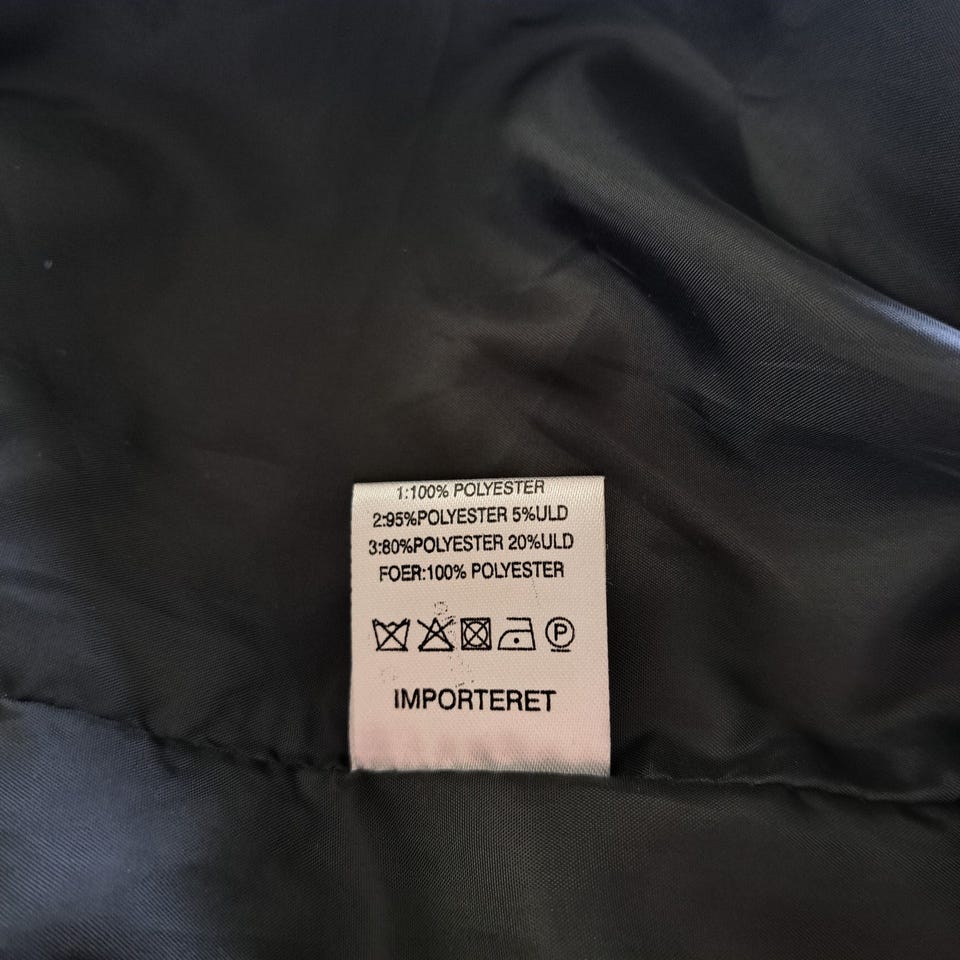 1:100% POLYESTER
2:95%POLYESTER 5%ULD
3:80%POLYESTER 20%ULD
FOER:100% POLYESTER
P
IMPORTERET